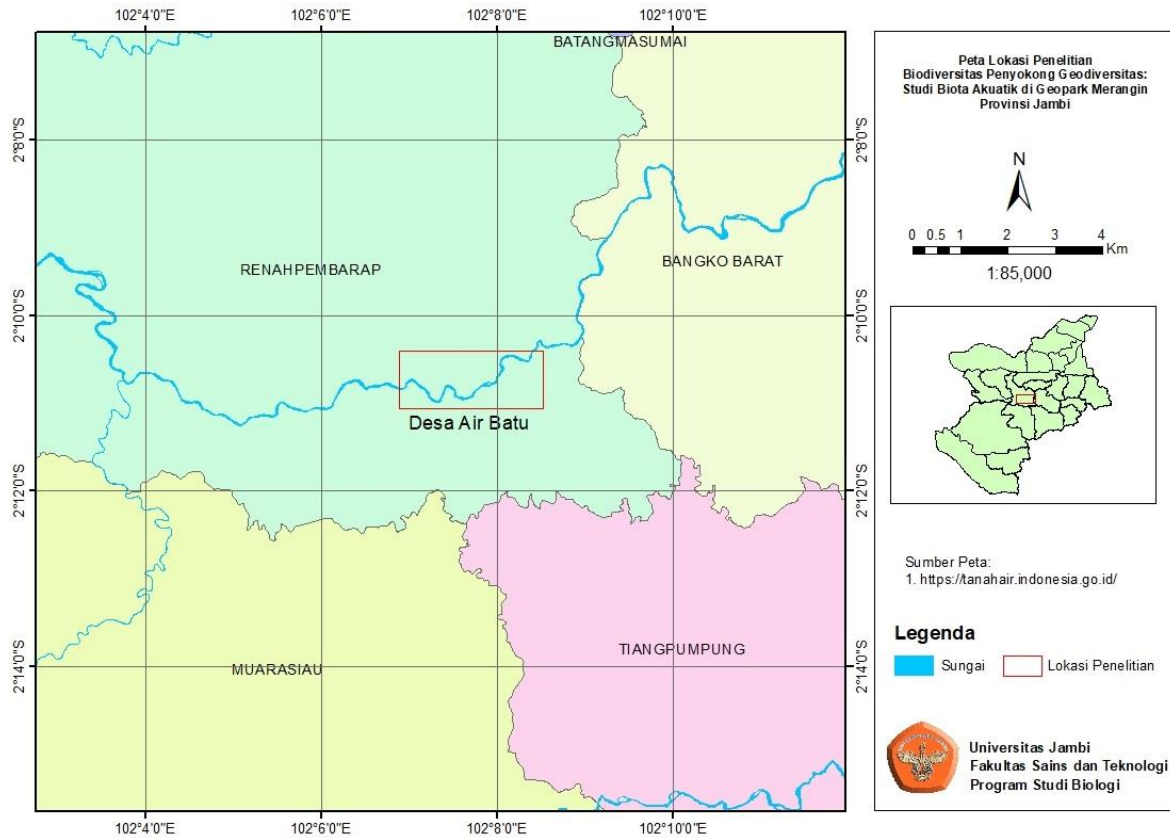 102°4'0"E 102°6'0"E 102°8'0"E 102°10'0"E
BATANGMASUMAI
2°8'0"S 2°8'0"S
RENAHPEMBARAP
BANGKO BARAT
2°10'0"S 2°10'0"S
Desa Air Batu
2°12'0"S 2°12'0"S
TIANGPUMPUNG
MUARASIAU
2°14'0"S 2°14'0"S
102°4'0"E 102°6'0"E 102°8'0"E 102°10'0"E
Peta Lokasi Penelitian
Biodiversitas Penyokong Geodiversitas:
Studi Biota Akuatik di Geopark Merangin
Provinsi Jambi
N
0 0.5 1 2 3 4
Km
1:85,000
Sumber Peta:
1. https://tanahair.indonesia.go.id/
Legenda
Sungai Lokasi Penelitian
Universitas Jambi
Fakultas Sains dan Teknologi
Program Studi Biologi